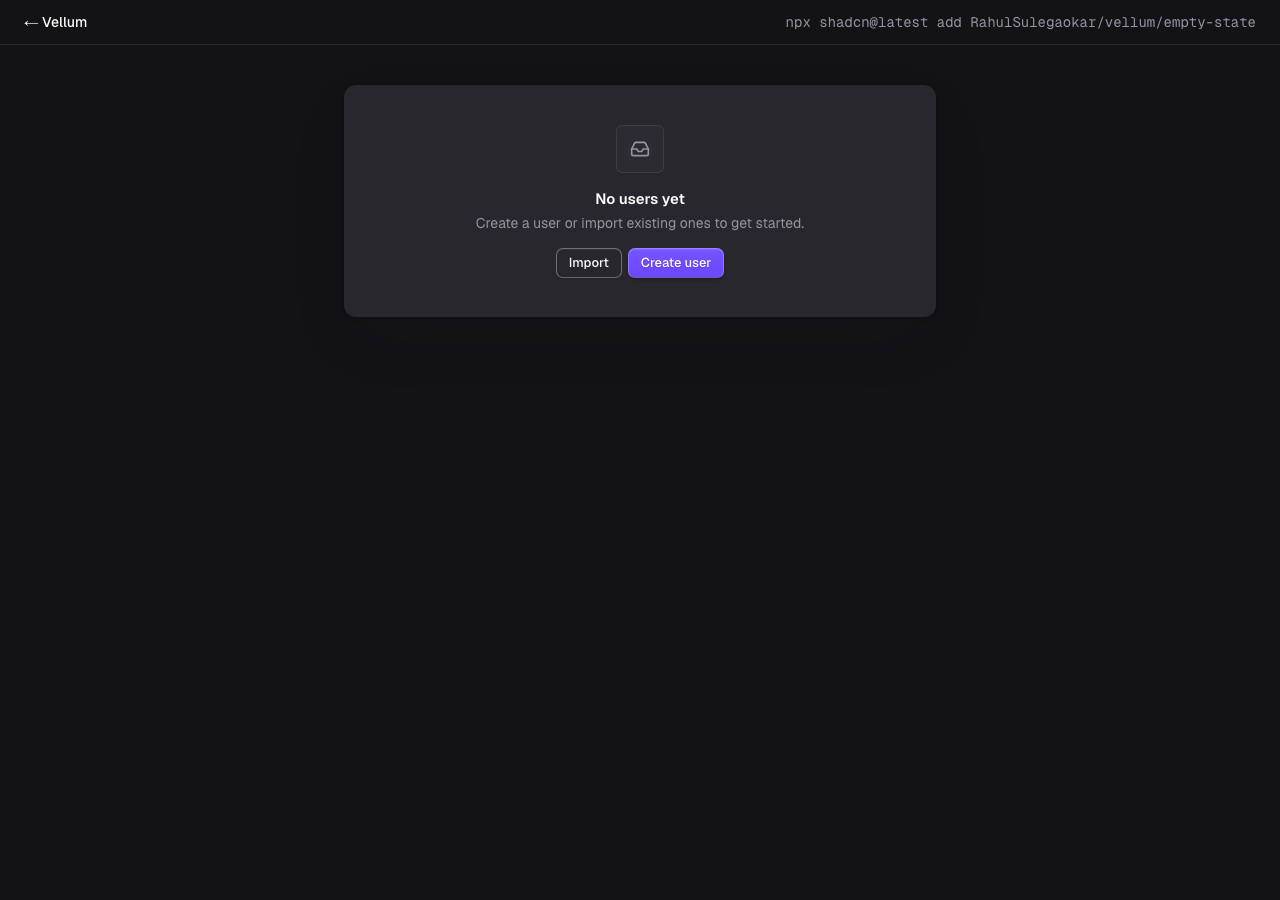 ← Vellum
npx shadcn@latest add RahulSulegaokar/vellum/empty-state
No users yet
Create a user or import existing ones to get started.
Import
Create user